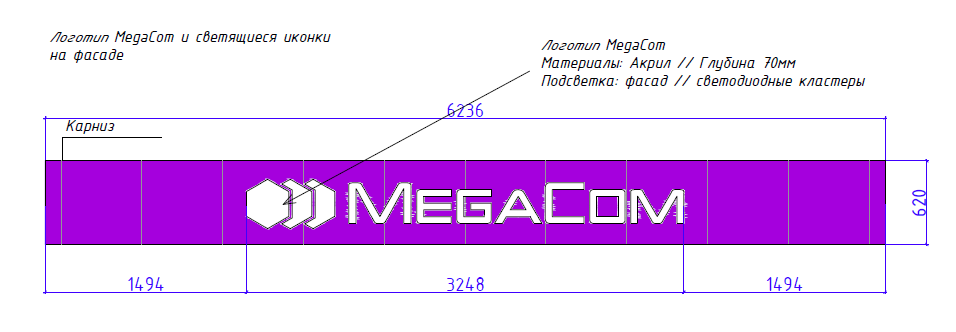 Логотип MegaCom и светящиеся иконки
на фасаде
Логотип MegaCom
Материалы: Акрил // Глубина 70мм
Подсветка: фасад // светодиодные кластеры
6236
Карниз
MEGACOM
620
1494
3248
1494